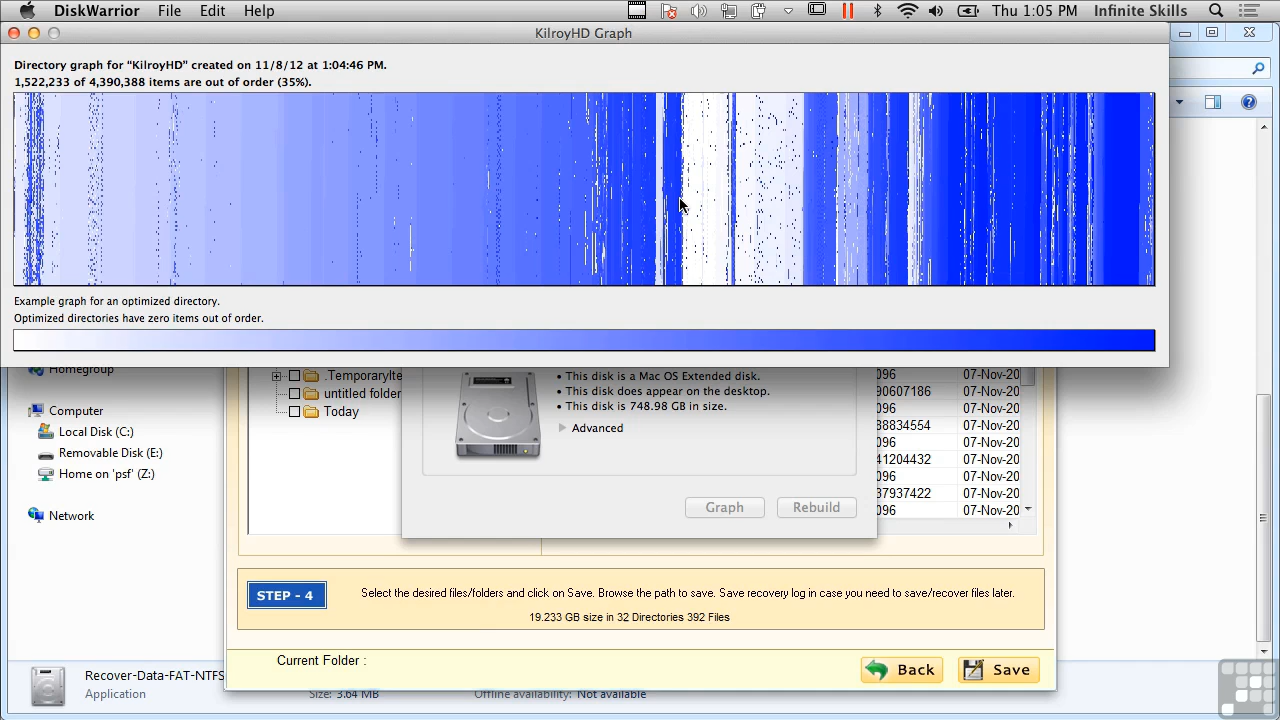 DiskWarrior File Edit Help Thu 1:05 PM Infinite Skills
KilroyHD Graph
Directory graph for “KilroyHD” created on 11/8/12 at 1:04:46 PM.
1,522,233 of 4,390,388 items are out of order (35%).
Example graph for an optimized directory.
Optimized directories have zero items out of order.
Homegroup
Computer
Local Disk (C:)
Removable Disk (E:)
Home on 'psf' (Z:)
Network
.TemporaryIte
untitled folder
Today
• This disk is a Mac OS Extended disk.
• This disk does appear on the desktop.
• This disk is 748.98 GB in size.
Advanced
Graph Rebuild
096 07-Nov-20
90607186 07-Nov-20
096 07-Nov-20
38834554 07-Nov-20
096 07-Nov-20
41204432 07-Nov-20
096 07-Nov-20
37937422 07-Nov-20
096 07-Nov-20
STEP - 4
Select the desired files/folders and click on Save. Browse the path to save. Save recovery log in case you need to save/recover files later.
19.233 GB size in 32 Directories 392 Files
Current Folder :
Back Save
Recover-Data-FAT-NTFS
Application Size: 3.64 MB Offline availability: Not available